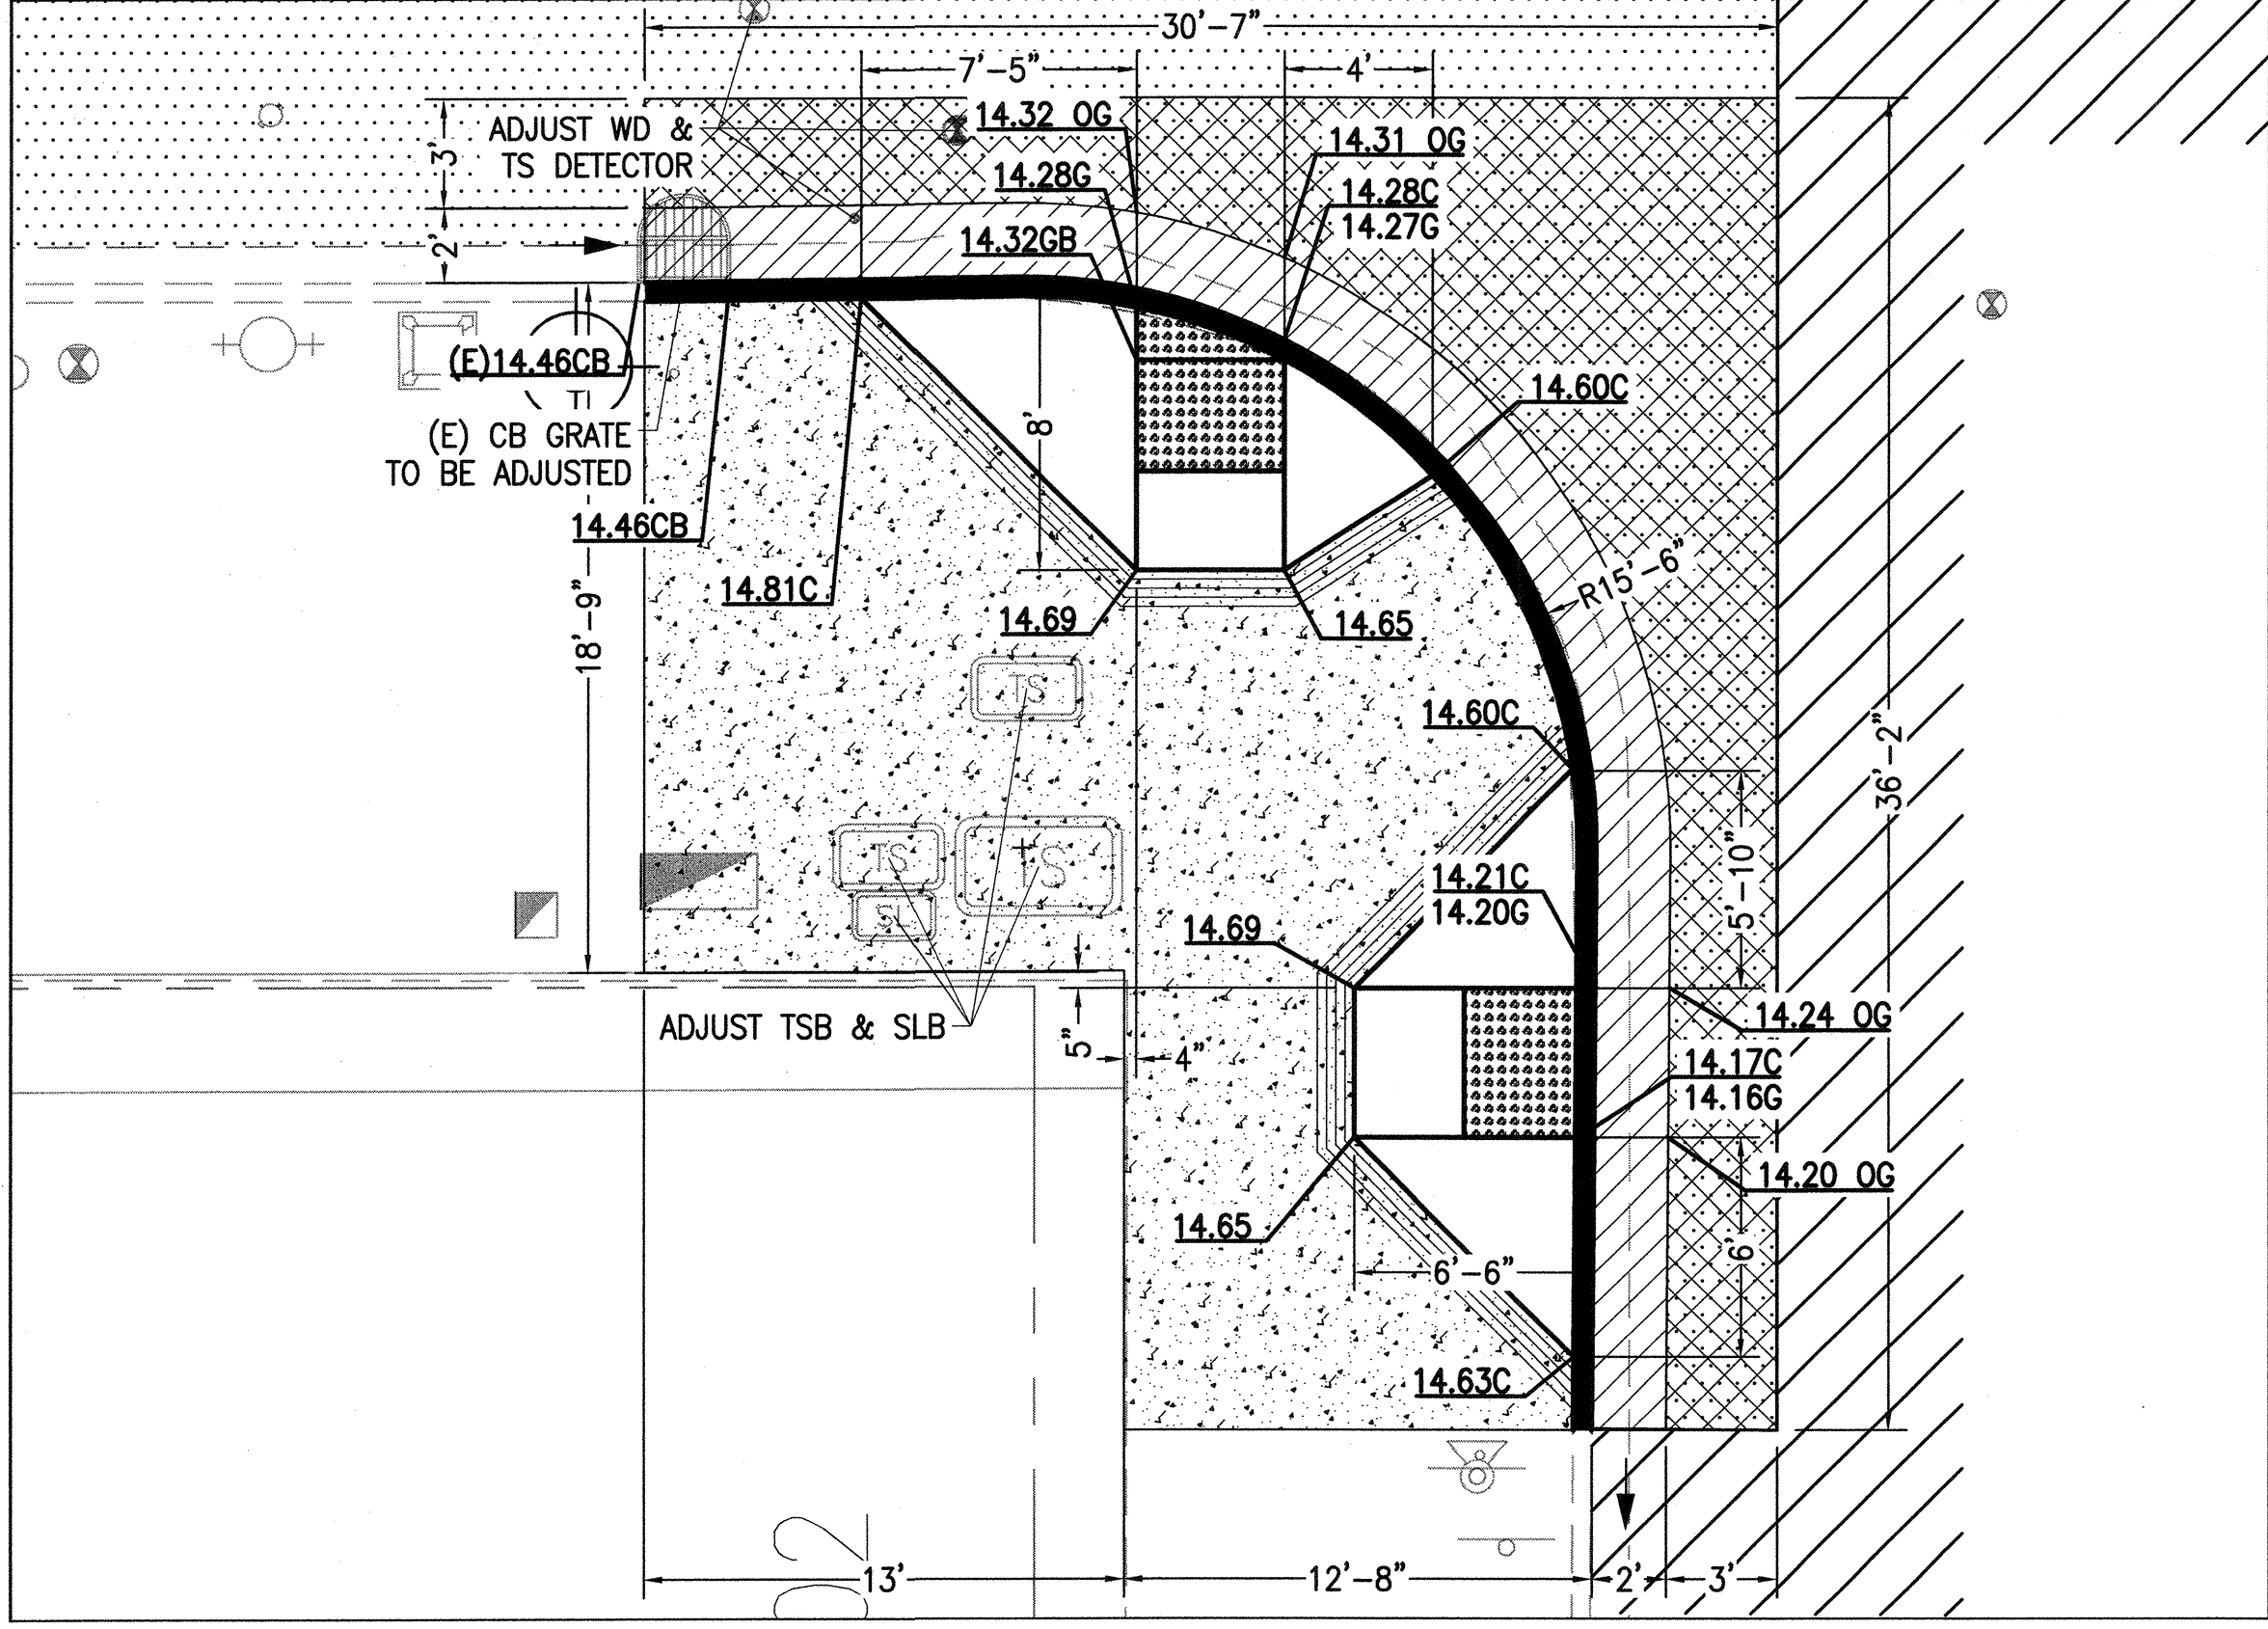 30'-7"
7'-5"
4'
ADJUST WD &
TS DETECTOR
14.32 OG
14.31 OG
3'
14.28G
14.28C
14.27G
2'
14.32GB
(E)14.46CB
14.60C
T
8'
(E) CB GRATE
TO BE ADJUSTED
14.46CB
14.81C
R15'-6"
18'-9"
14.69
14.65
TS
14.60C
36'-2"
TS
TS
SL
5'-10"
14.21C
14.20G
14.69
14.24 OG
ADJUST TSB & SLB
5"
4"
14.17C
14.16G
14.20 OG
14.65
6'
6'-6"
14.63C
02
13'
12'-8"
2'
3'